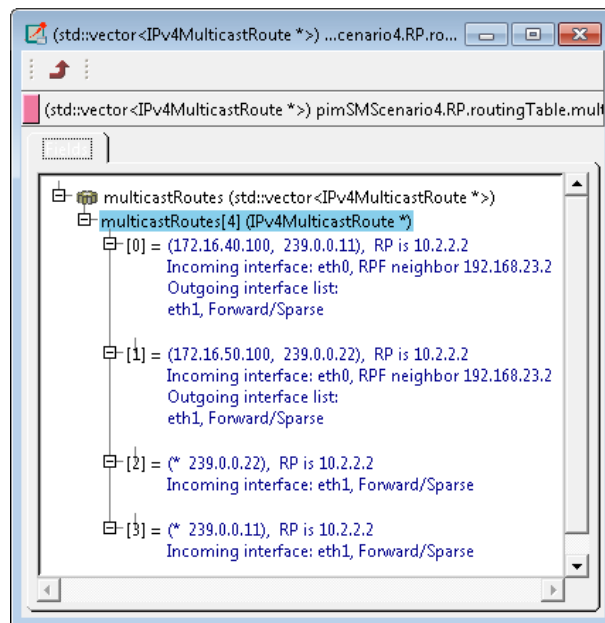 (std::vector<IPv4MulticastRoute *>) ...cenario4.RP.ro...
(std::vector<IPv4MulticastRoute *>) pimSMScenario4.RP.routingTable.mult
Fields
multicastRoutes (std::vector<IPv4MulticastRoute *>)
multicastRoutes[4] (IPv4MulticastRoute *)
[0] = (172.16.40.100, 239.0.0.11), RP is 10.2.2.2
Incoming interface: eth0, RPF neighbor 192.168.23.2
Outgoing interface list:
eth1, Forward/Sparse
[1] = (172.16.50.100, 239.0.0.22), RP is 10.2.2.2
Incoming interface: eth0, RPF neighbor 192.168.23.2
Outgoing interface list:
eth1, Forward/Sparse
[2] = (* 239.0.0.22), RP is 10.2.2.2
Incoming interface: eth1, Forward/Sparse
[3] = (* 239.0.0.11), RP is 10.2.2.2
Incoming interface: eth1, Forward/Sparse